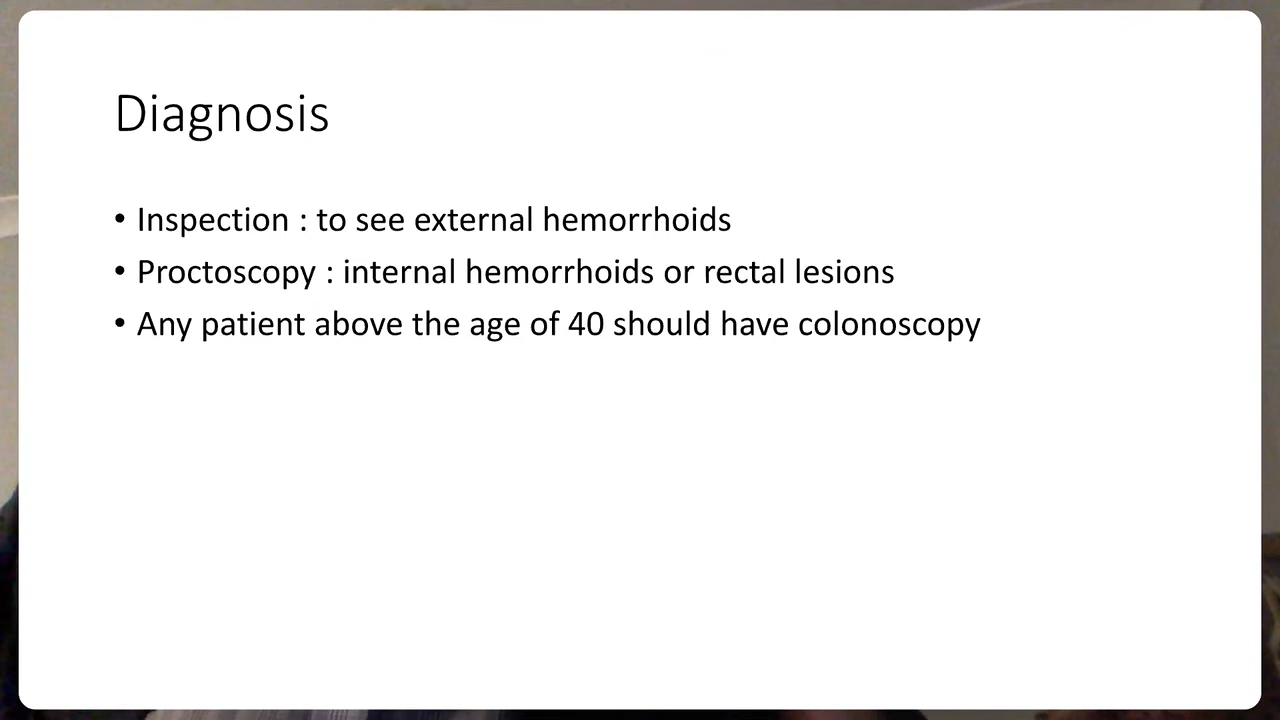 Diagnosis
• Inspection : to see external hemorrhoids
• Proctoscopy : internal hemorrhoids or rectal lesions
• Any patient above the age of 40 should have colonoscopy